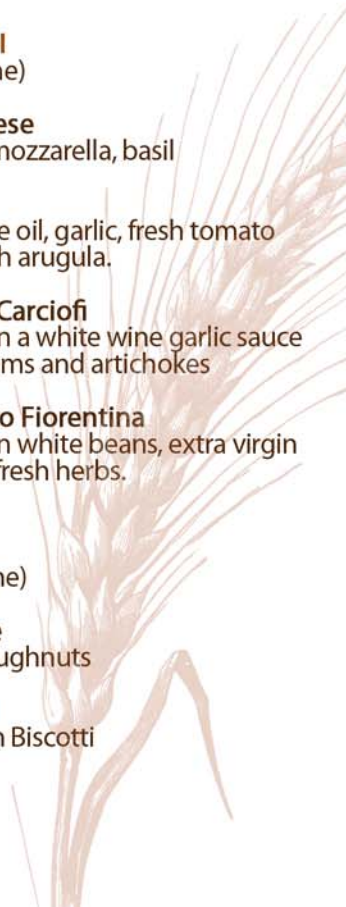 l
ne)
ese
mozzarella, basil
e oil, garlic, fresh tomato
h arugula.
Carciofi
n a white wine garlic sauce
ms and artichokes
o Fiorentina
n white beans, extra virgin
fresh herbs.
ne)
e
ughnuts
n Biscotti